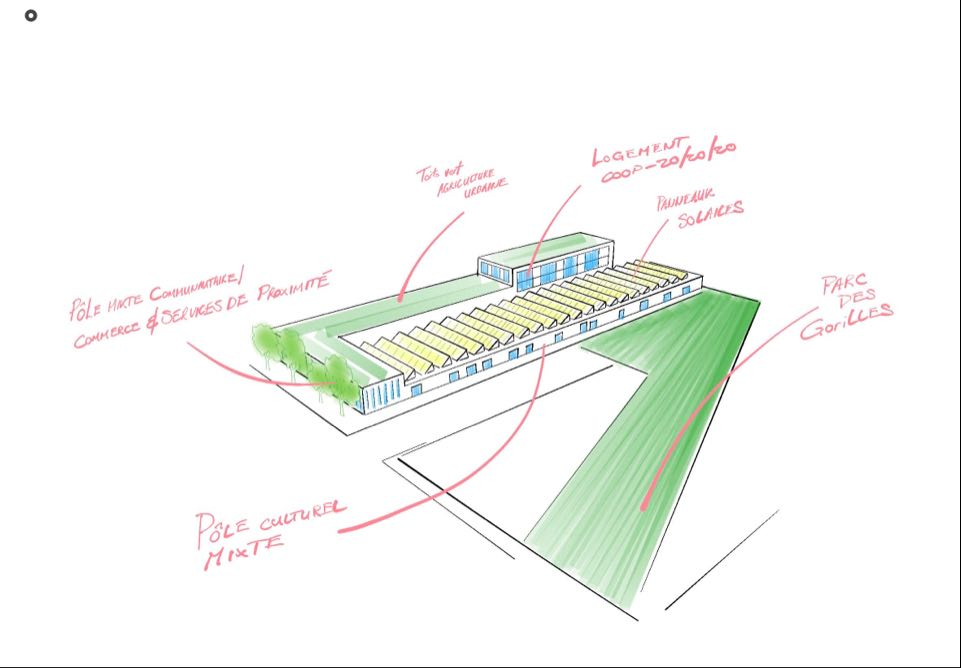 Toits vert
AGRICULTURE
URBAINE
LOGEMENT
COOP-20/20/20
PANNEAUX
SOLAIRES
PÔLE MIXTE COMMUNAUTAIRE/
COMMERCE & SERVICES DE PROXIMITÉ
PARC
DES
GORILLES
PÔLE CULTUREL
MIXTE